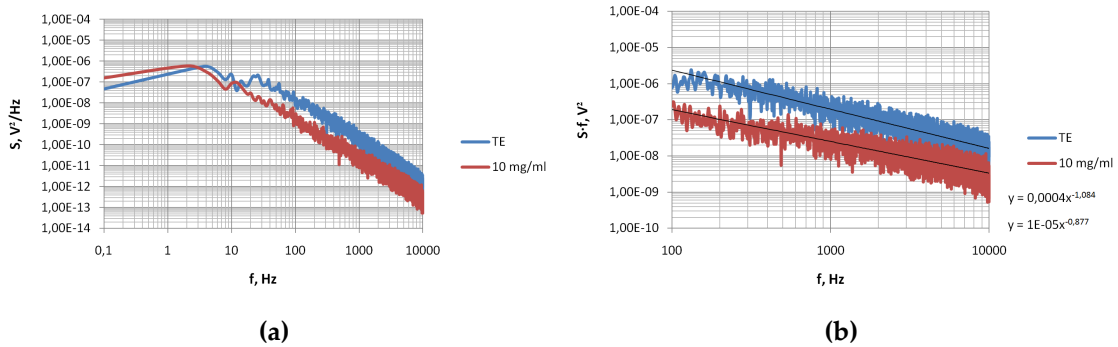 1,00E-04
1,00E-05
1,00E-06
1,00E-07
1,00E-08
1,00E-09
1,00E-10
1,00E-11
1,00E-12
1,00E-13
1,00E-14
S, V²/Hz
0,1 1 10 100 1000 10000
f, Hz
TE
10 mg/ml
(a)
1,00E-04
1,00E-05
1,00E-06
1,00E-07
1,00E-08
1,00E-09
1,00E-10
S·f, V²
100 1000 10000
f, Hz
TE
10 mg/ml
y = 0,0004x^-1,084
y = 1E-05x^-0,877
(b)